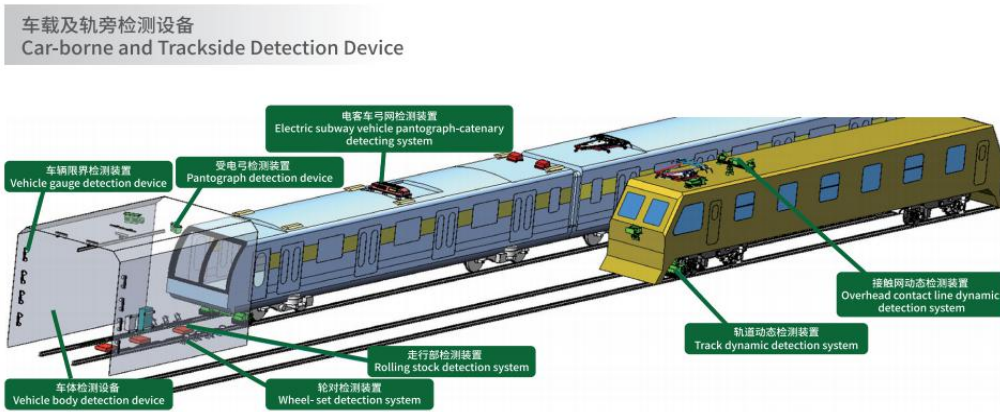 车载及轨旁检测设备
Car-borne and Trackside Detection Device
电客车弓网检测装置
Electric subway vehicle pantograph-catenary
detecting system
车辆限界检测装置
Vehicle gauge detection device
受电弓检测装置
Pantograph detection device
接触网动态检测装置
Overhead contact line dynamic
detection system
轨道动态检测装置
Track dynamic detection system
走行部检测装置
Rolling stock detection system
车体检测设备
Vehicle body detection device
轮对检测装置
Wheel- set detection system